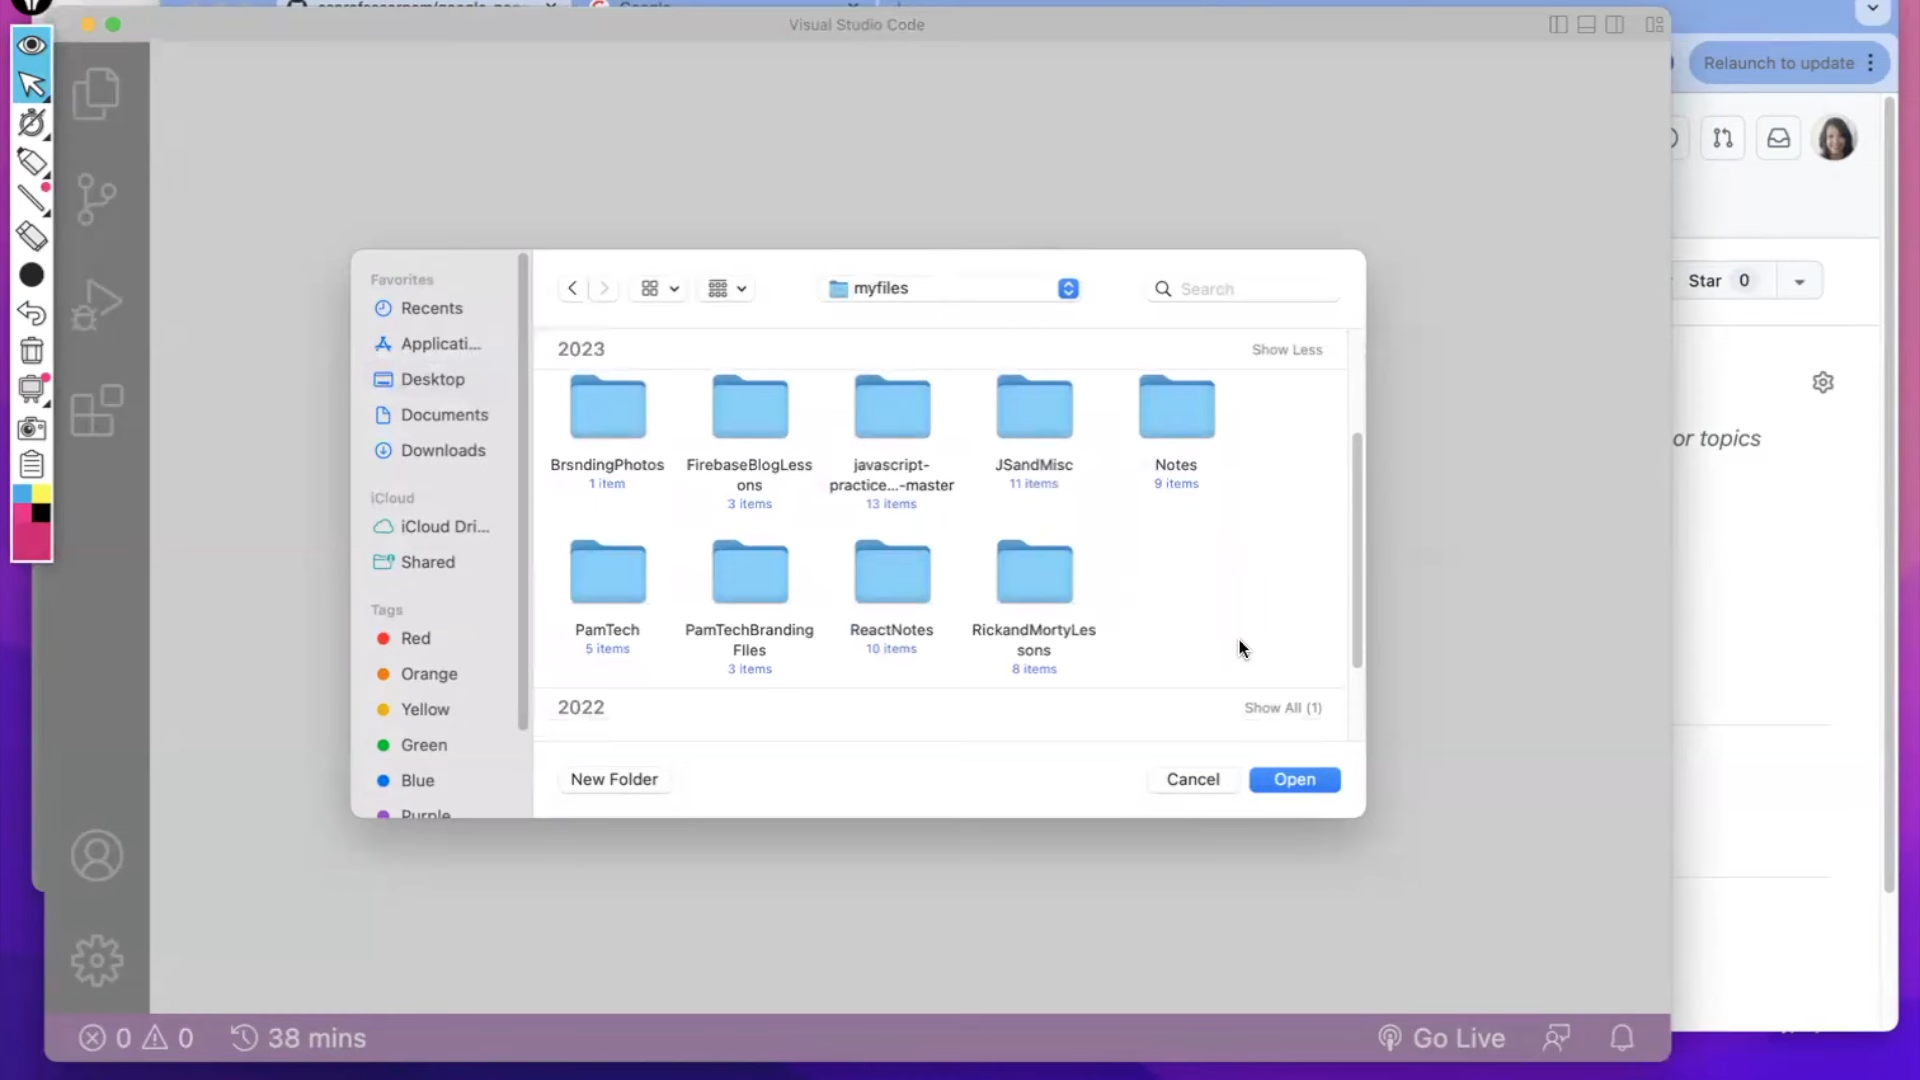 Google
Visual Studio Code
Relaunch to update
Favorites
Recents
Applicati...
Desktop
Documents
Downloads
iCloud
iCloud Dri...
Shared
Tags
Red
Orange
Yellow
Green
Blue
Purple
myfiles
Search
2023
Show Less
BrsndingPhotos
1 item
FirebaseBlogLess
ons
3 items
javascript-
practice...-master
13 items
JSandMisc
11 items
Notes
9 items
PamTech
5 items
PamTechBranding
FIles
3 items
ReactNotes
10 items
RickandMortyLes
sons
8 items
2022
Show All (1)
New Folder
Cancel
Open
Star 0
or topics
0 0 38 mins
Go Live